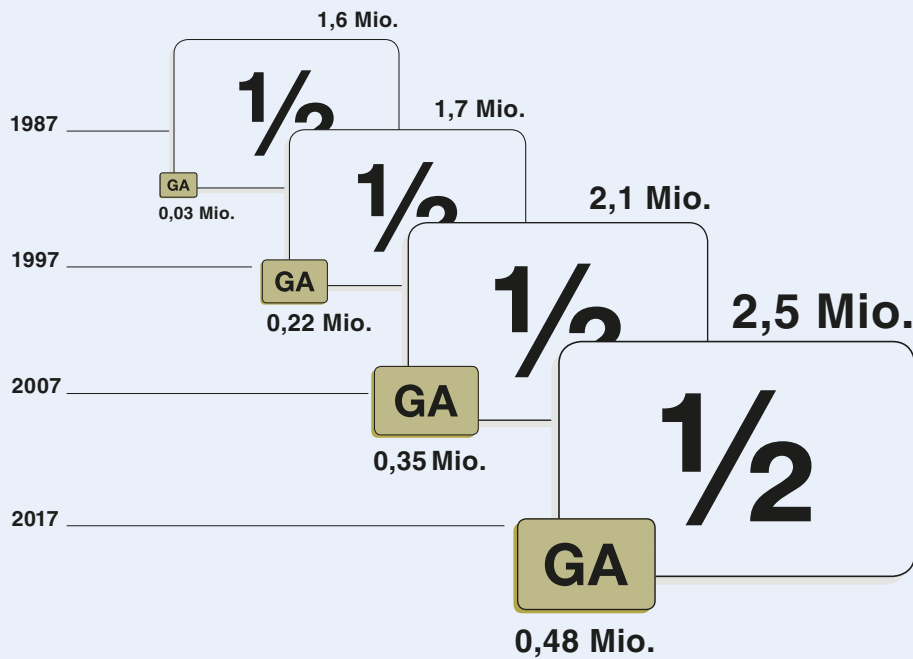 1,6 Mio.
½
1987
GA
0,03 Mio.
1,7 Mio.
½
1997
GA
0,22 Mio.
2,1 Mio.
½
2007
GA
0,35 Mio.
2,5 Mio.
½
2017
GA
0,48 Mio.